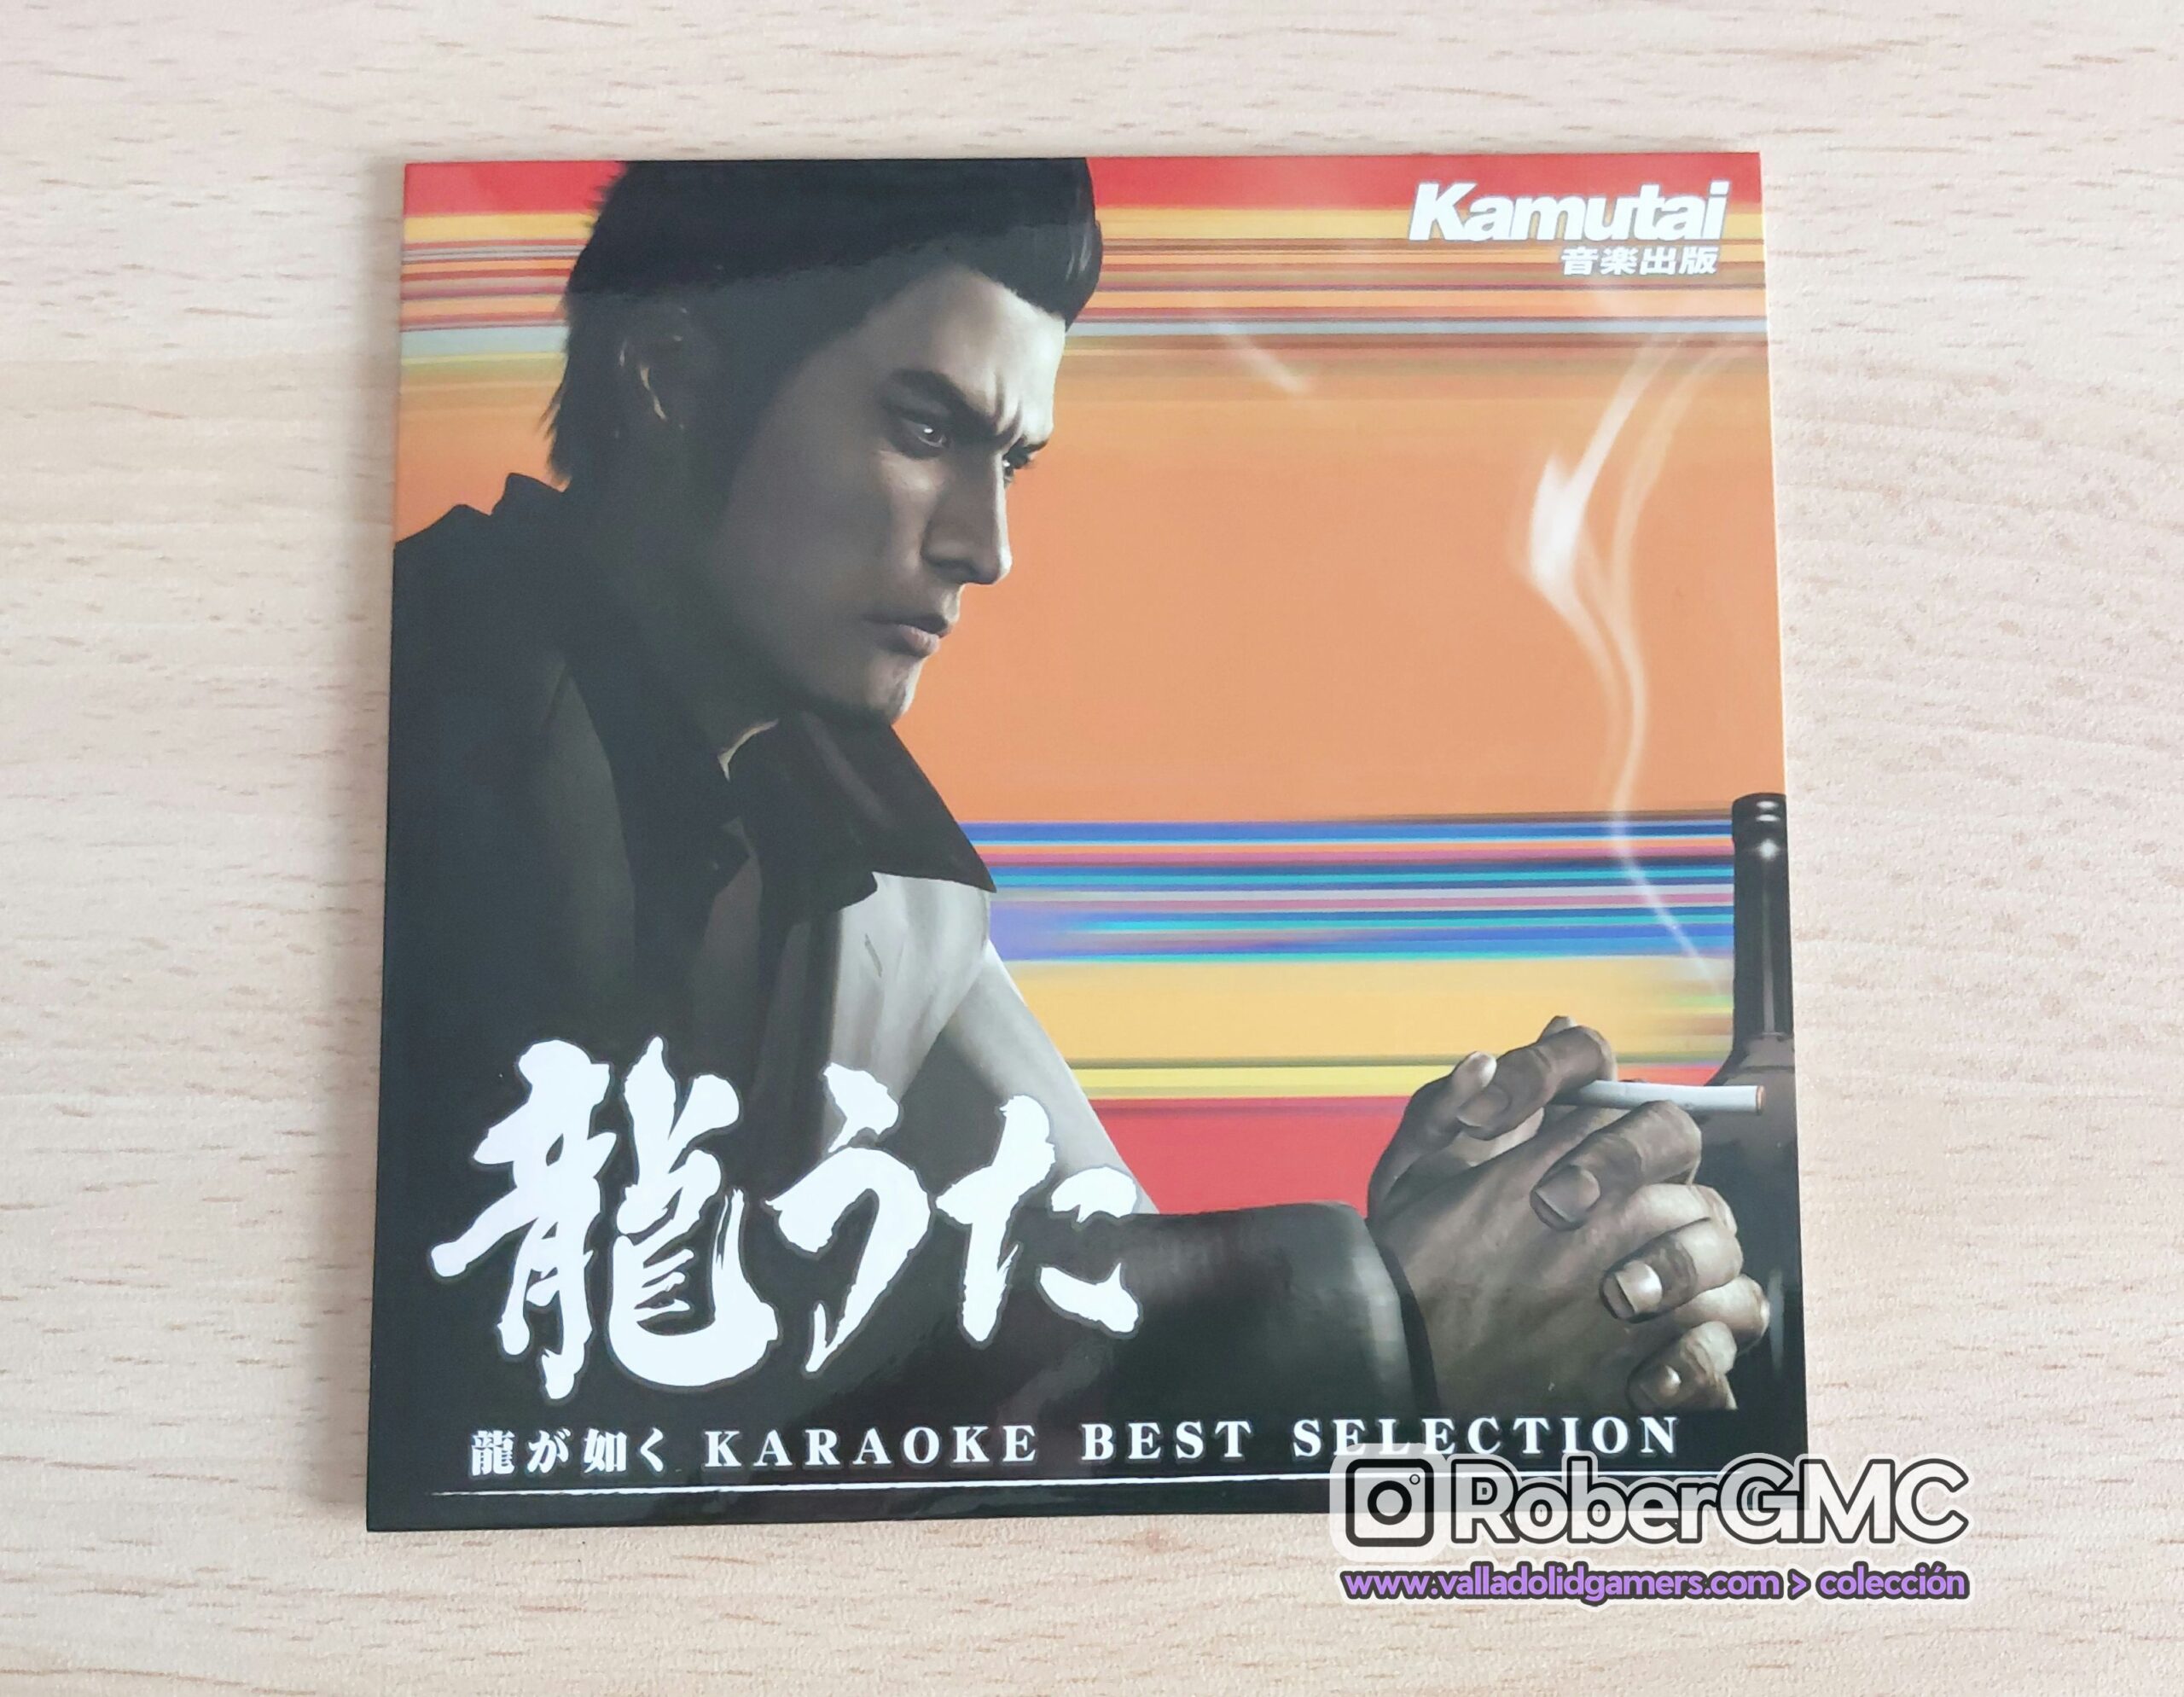 Kamutai
音楽出版
龍うた
龍が如く KARAOKE BEST SELECTION
RoberGMC
www.valladolidgamers.com > colección